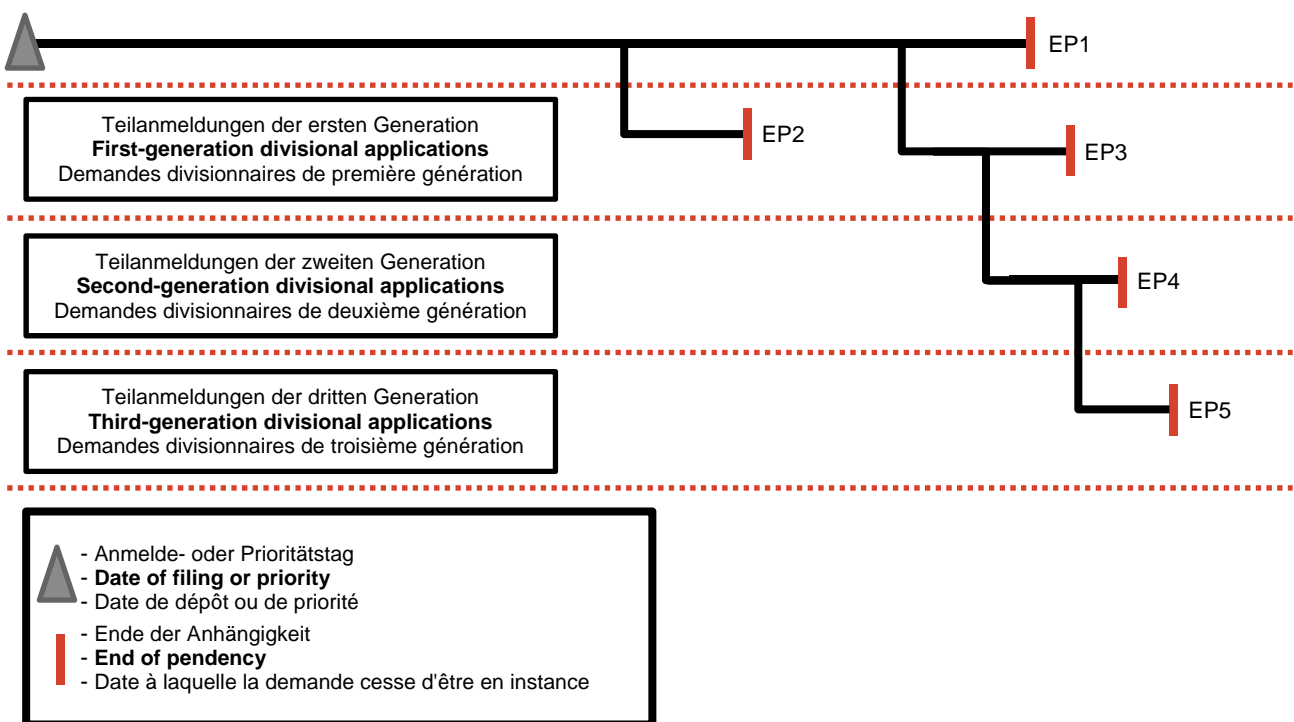 EP1
Teilanmeldungen der ersten Generation
First-generation divisional applications
Demandes divisionnaires de première génération
EP2
EP3
Teilanmeldungen der zweiten Generation
Second-generation divisional applications
Demandes divisionnaires de deuxième génération
EP4
Teilanmeldungen der dritten Generation
Third-generation divisional applications
Demandes divisionnaires de troisième génération
EP5
- Anmelde- oder Prioritätstag
- Date of filing or priority
- Date de dépôt ou de priorité
- Ende der Anhängigkeit
- End of pendency
- Date à laquelle la demande cesse d'être en instance